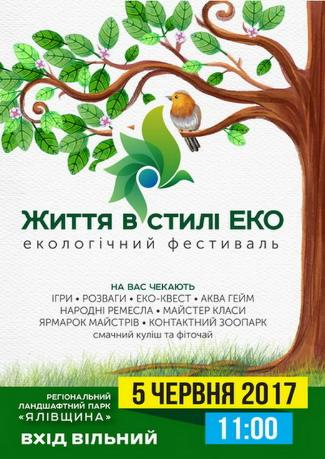 Життя в стилі ЕКО
екологічний фестиваль
НА ВАС ЧЕКАЮТЬ
ІГРИ • РОЗВАГИ • ЕКО-КВЕСТ • АКВА ГЕЙМ
НАРОДНІ РЕМЕСЛА • МАЙСТЕР КЛАСИ
ЯРМАРОК МАЙСТРІВ • КОНТАКТНИЙ ЗООПАРК
смачний куліш та фіточай
РЕГІОНАЛЬНИЙ
ЛАНДШАФТНИЙ ПАРК
«ЯЛІВЩИНА»
ВХІД ВІЛЬНИЙ
5 ЧЕРВНЯ 2017
11:00